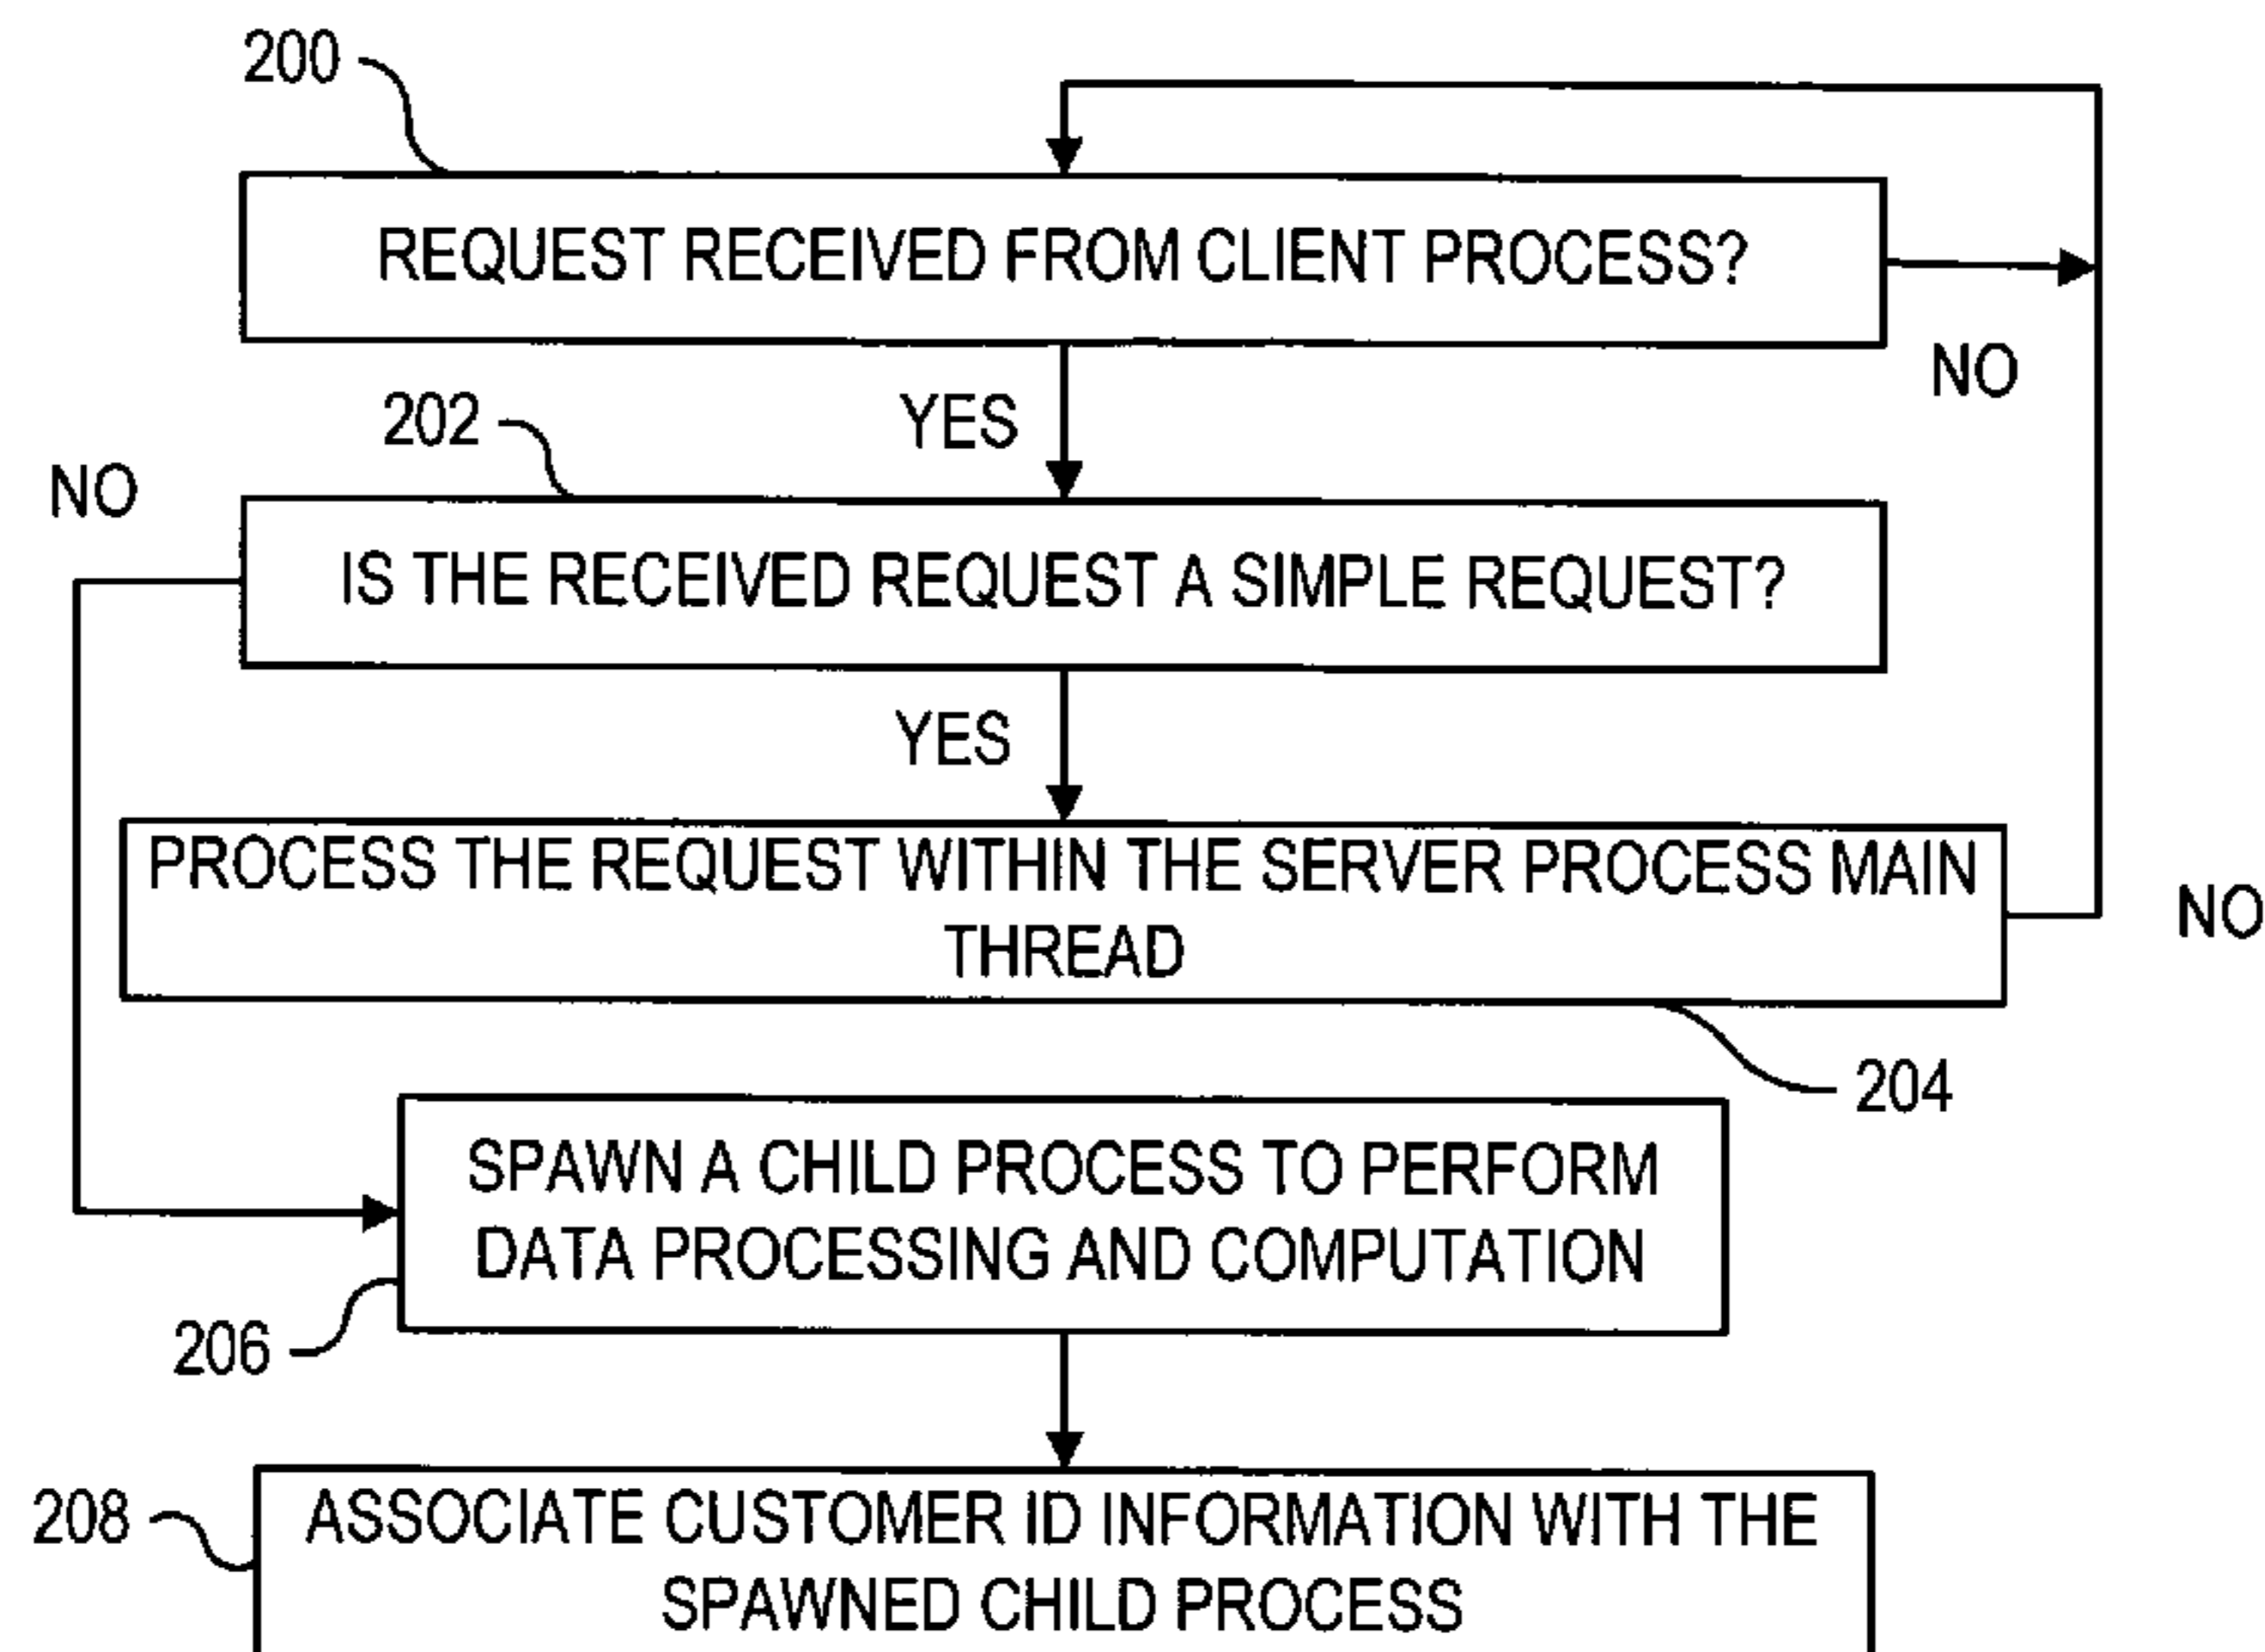 200
REQUEST RECEIVED FROM CLIENT PROCESS?
NO
202
YES
NO
IS THE RECEIVED REQUEST A SIMPLE REQUEST?
YES
PROCESS THE REQUEST WITHIN THE SERVER PROCESS MAIN
THREAD
NO
204
SPAWN A CHILD PROCESS TO PERFORM
DATA PROCESSING AND COMPUTATION
206
208
ASSOCIATE CUSTOMER ID INFORMATION WITH THE
SPAWNED CHILD PROCESS